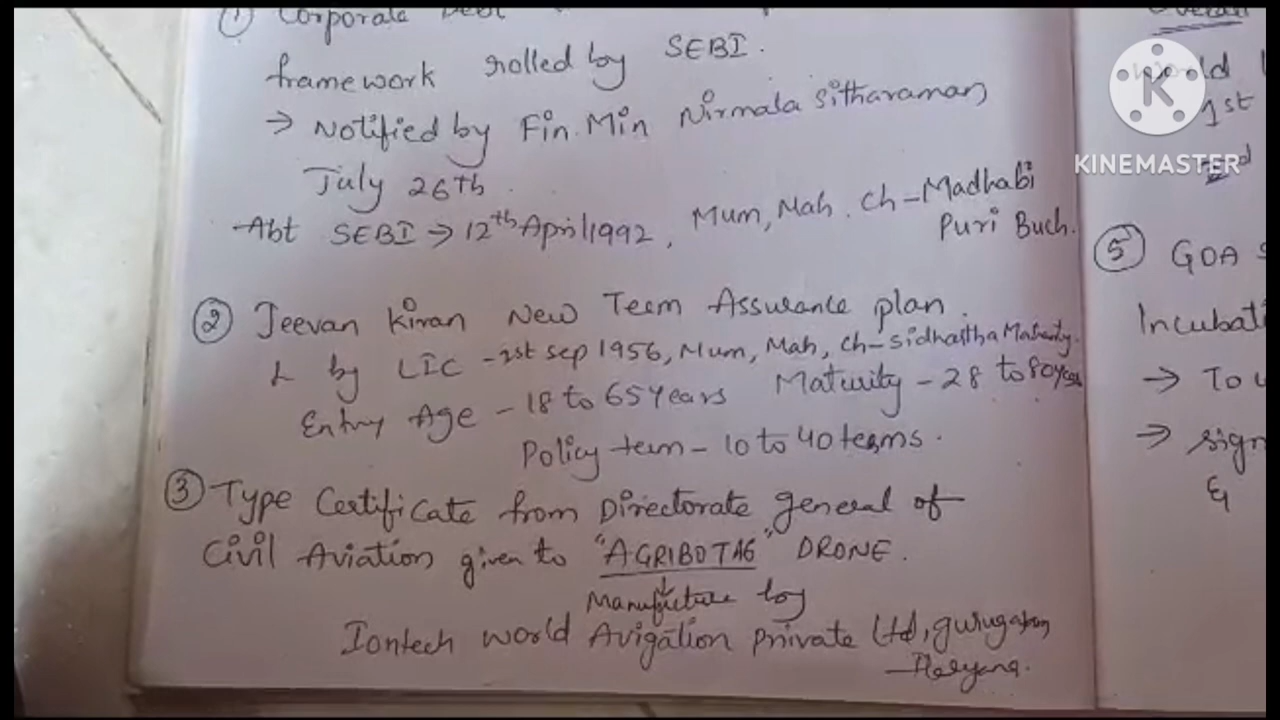 ① Corporate Debt
framework rolled by SEBI.
→ Notified by Fin. Min Nirmala Sitharaman
July 26th.
Abt SEBI → 12th April 1992, Mum, Mah. Ch - Madhabi
Puri Buch.
② Jeevan Kiran New Term Assurance plan.
by LIC - 1st Sep 1956, Mum, Mah, Ch - Sidhartha Mohanty.
Entry Age - 18 to 65 years Maturity - 28 to 80 years
Policy term - 10 to 40 terms.
③ Type Certificate from Directorate general of
Civil Aviation given to "AGRIBOTAG" DRONE.
Manufacture by
Iontech World Avigation Private Ltd, gurugram,
Haryana.
World
1st
⑤ GOA
Incubati
→ To
→ sign
&
K
KINEMASTER